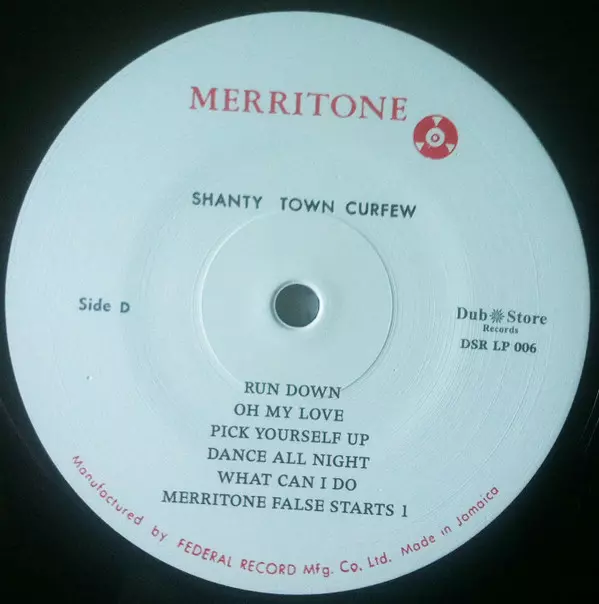 MERRITONE
SHANTY TOWN CURFEW
Side D
Dub Store
Records
DSR LP 006
RUN DOWN
OH MY LOVE
PICK YOURSELF UP
DANCE ALL NIGHT
WHAT CAN I DO
MERRITONE FALSE STARTS 1
Manufactured by FEDERAL RECORD Mfg. Co. Ltd. Made in Jamaica